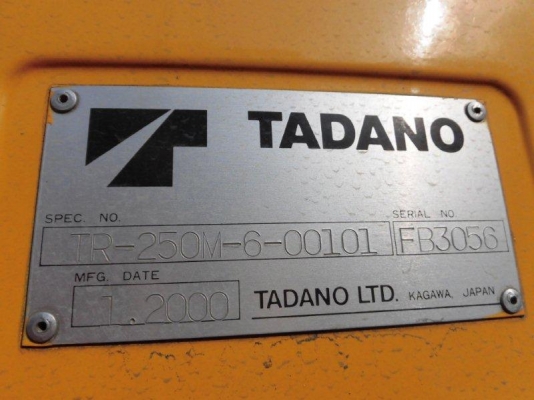 TADANO
SPEC. NO. SERIAL NO
TR-250M-6-00101 FB3056
MFG. DATE
1.2000 TADANO LTD. KAGAWA, JAPAN